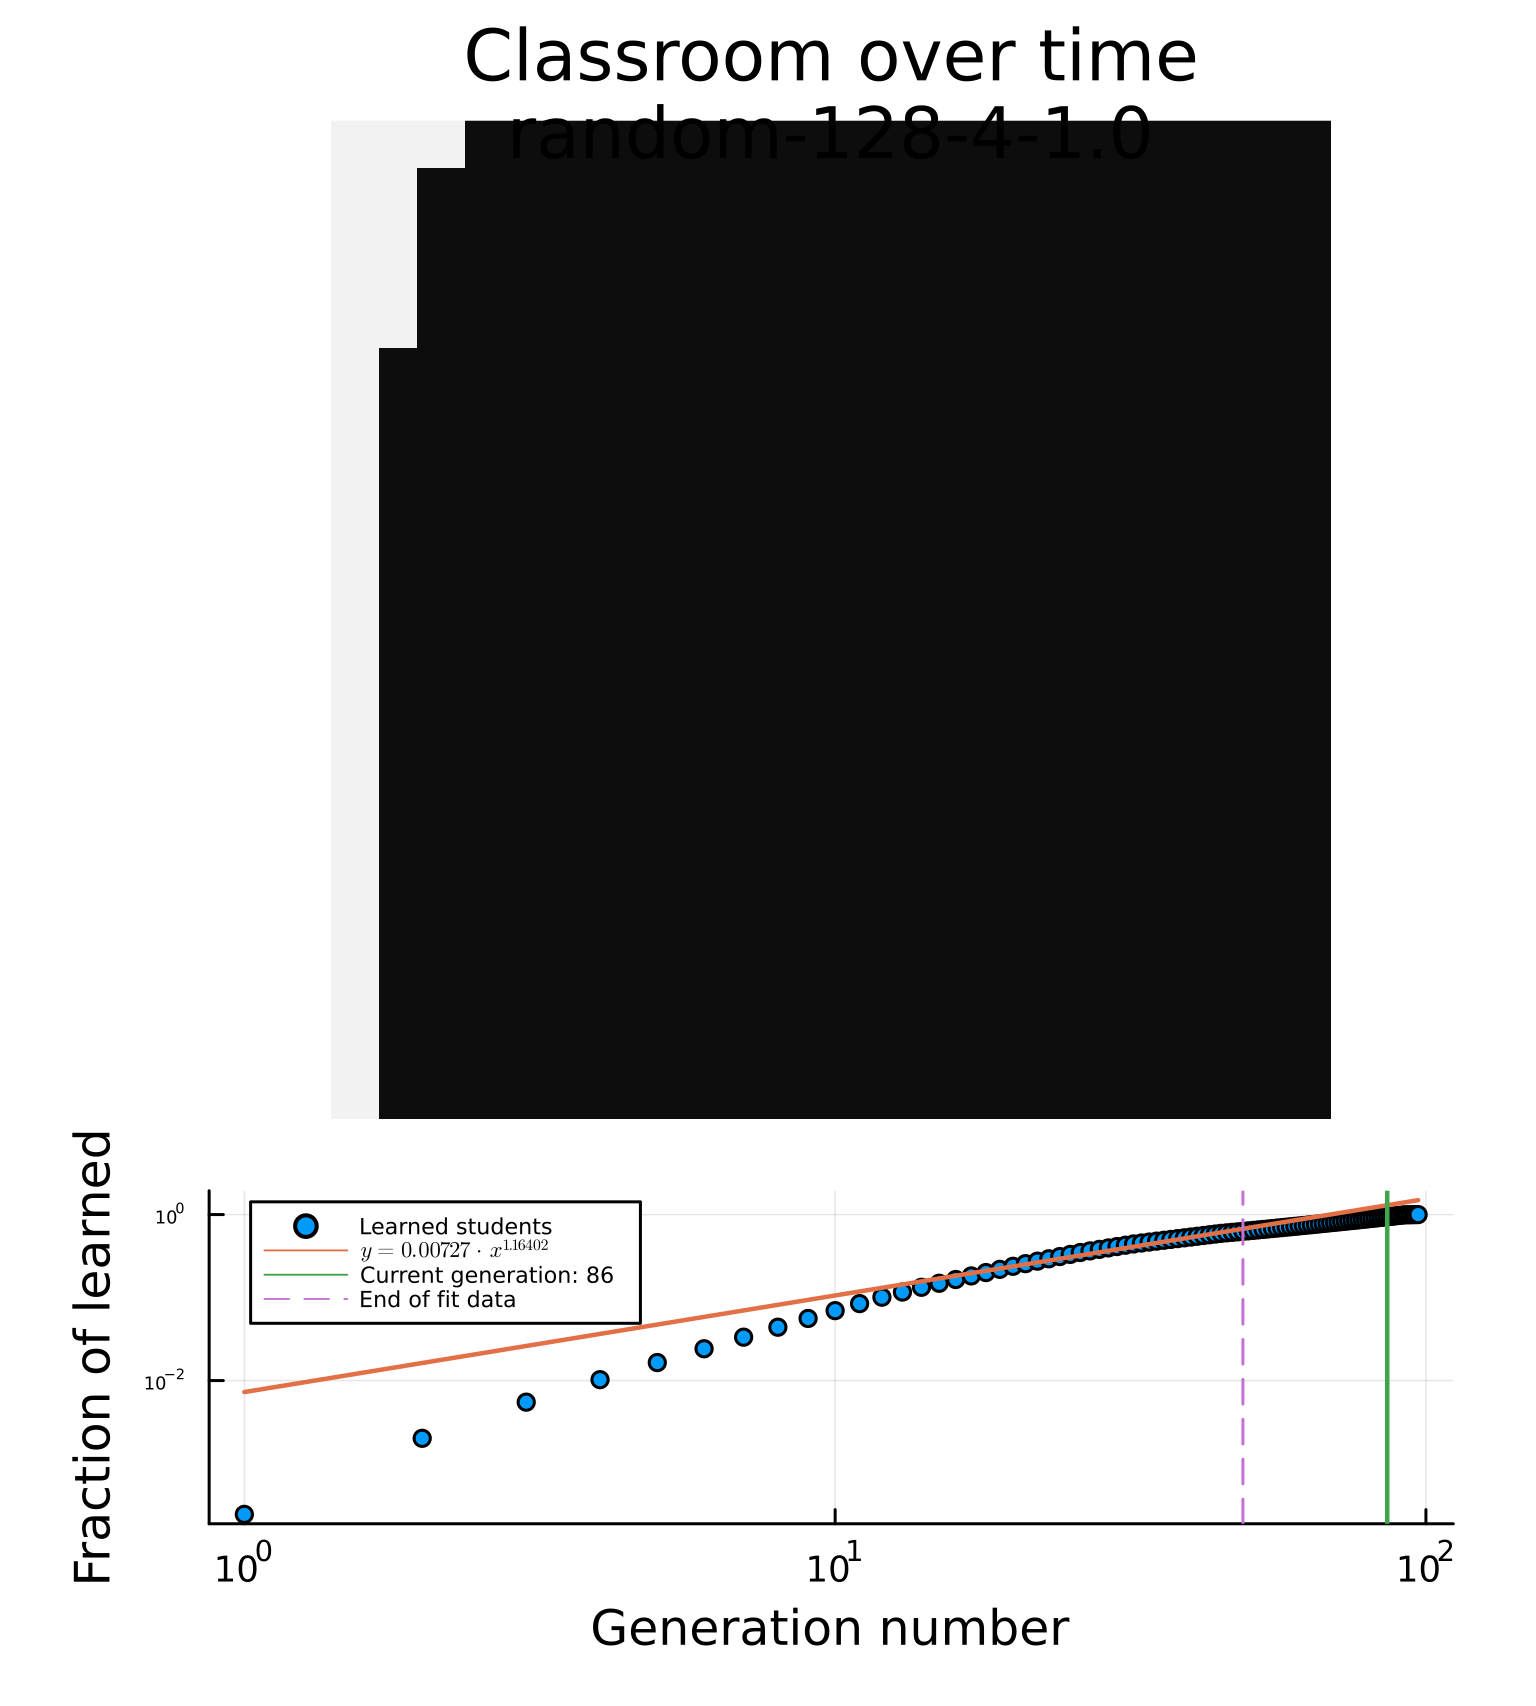 Classroom over time
random-128-4-1.0
Fraction of learned
10⁰
10⁻²
Learned students
y = 0.00727 · x^1.16402
Current generation: 86
End of fit data
10⁰
10¹
10²
Generation number